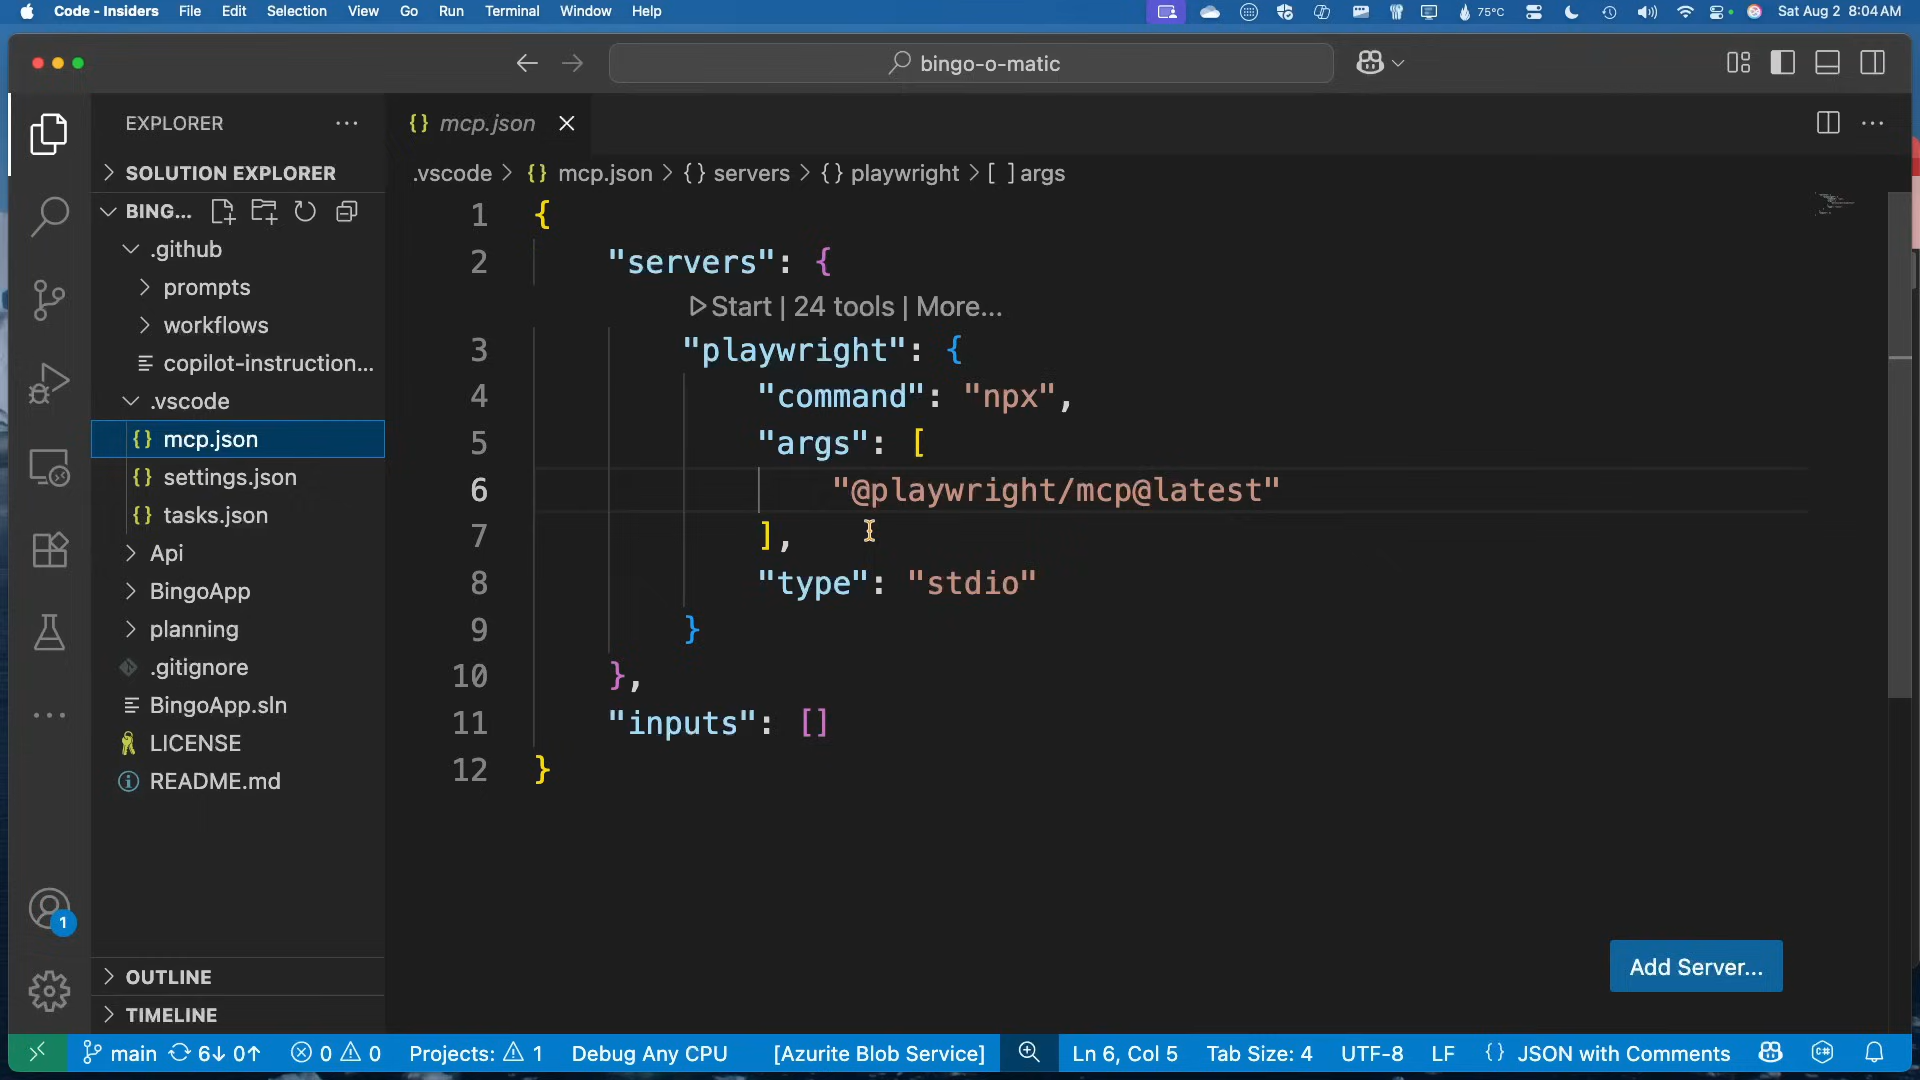 Code - Insiders File Edit Selection View Go Run Terminal Window Help 75°C Sat Aug 2 8:04 AM
bingo-o-matic
EXPLORER
SOLUTION EXPLORER
BING...
.github
prompts
workflows
copilot-instruction...
.vscode
mcp.json
settings.json
tasks.json
Api
BingoApp
planning
.gitignore
BingoApp.sln
LICENSE
README.md
OUTLINE
TIMELINE
1
{} mcp.json
.vscode > {} mcp.json > {} servers > {} playwright > [ ] args
1 {
2 "servers": {
Start | 24 tools | More...
3 "playwright": {
4 "command": "npx",
5 "args": [
6 "@playwright/mcp@latest"
7 ],
8 "type": "stdio"
9 }
10 },
11 "inputs": []
12 }
Add Server...
main 6↓ 0↑ 0 0 Projects: 1 Debug Any CPU [Azurite Blob Service] Ln 6, Col 5 Tab Size: 4 UTF-8 LF {} JSON with Comments